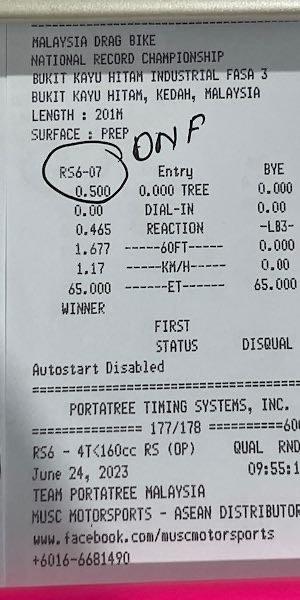 MALAYSIA DRAG BIKE
NATIONAL RECORD CHAMPIONSHIP
BUKIT KAYU HITAM INDUSTRIAL FASA 3
BUKIT KAYU HITAM, KEDAH, MALAYSIA
LENGTH : 201M
SURFACE : PREP
DNF
RS6-07 Entry BYE
0.500 0.000 TREE 0.000
0.00 DIAL-IN 0.00
0.465 REACTION -L83-
1.677 -----60FT----- 0.000
1.17 -----KM/H----- 0.00
65.000 ------ET------ 65.000
WINNER
FIRST
STATUS DISQUAL
Autostart Disabled
==================================
PORTATREE TIMING SYSTEMS, INC.
=============== 177/178 ==========600
RS6 - 4T<160cc RS (OP) QUAL RND
June 24, 2023 09:55:1
TEAM PORTATREE MALAYSIA
MUSC MOTORSPORTS - ASEAN DISTRIBUTOR
www.facebook.com/muscmotorsports
+6016-6681490